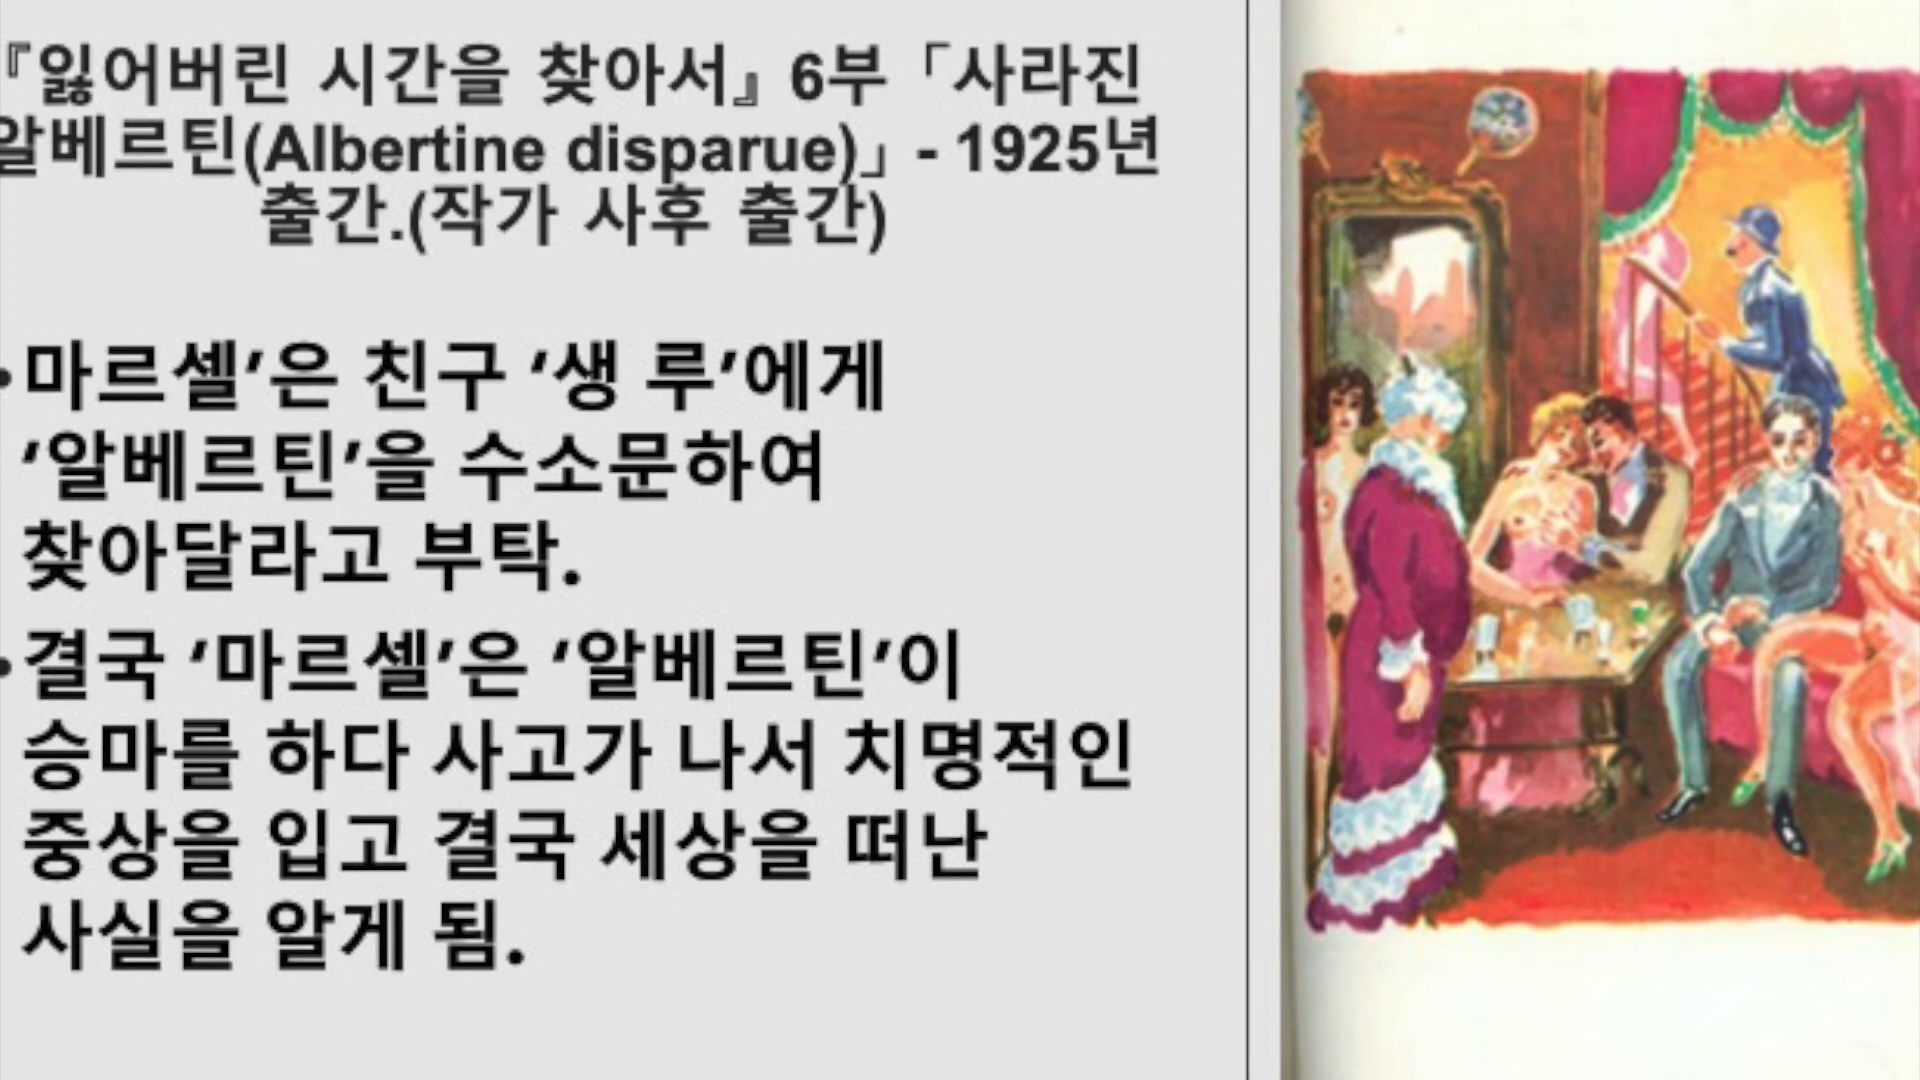 『잃어버린 시간을 찾아서』 6부 「사라진
알베르틴(Albertine disparue)」 - 1925년
출간.(작가 사후 출간)
•마르셀’은 친구 ‘생 루’에게
‘알베르틴’을 수소문하여
찾아달라고 부탁.
•결국 ‘마르셀’은 ‘알베르틴’이
승마를 하다 사고가 나서 치명적인
중상을 입고 결국 세상을 떠난
사실을 알게 됨.